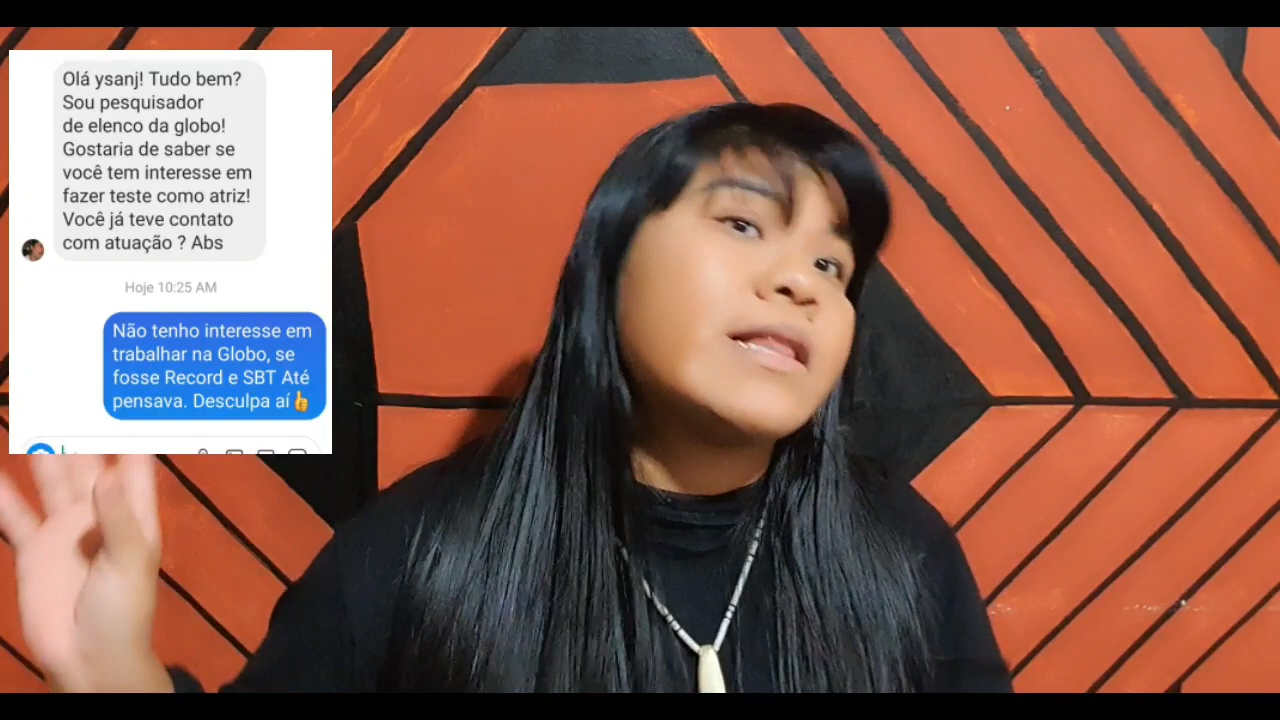 Olá ysanj! Tudo bem?
Sou pesquisador
de elenco da globo!
Gostaria de saber se
você tem interesse em
fazer teste como atriz!
Você já teve contato
com atuação ? Abs
Hoje 10:25 AM
Não tenho interesse em
trabalhar na Globo, se
fosse Record e SBT Até
pensava. Desculpa aí👍